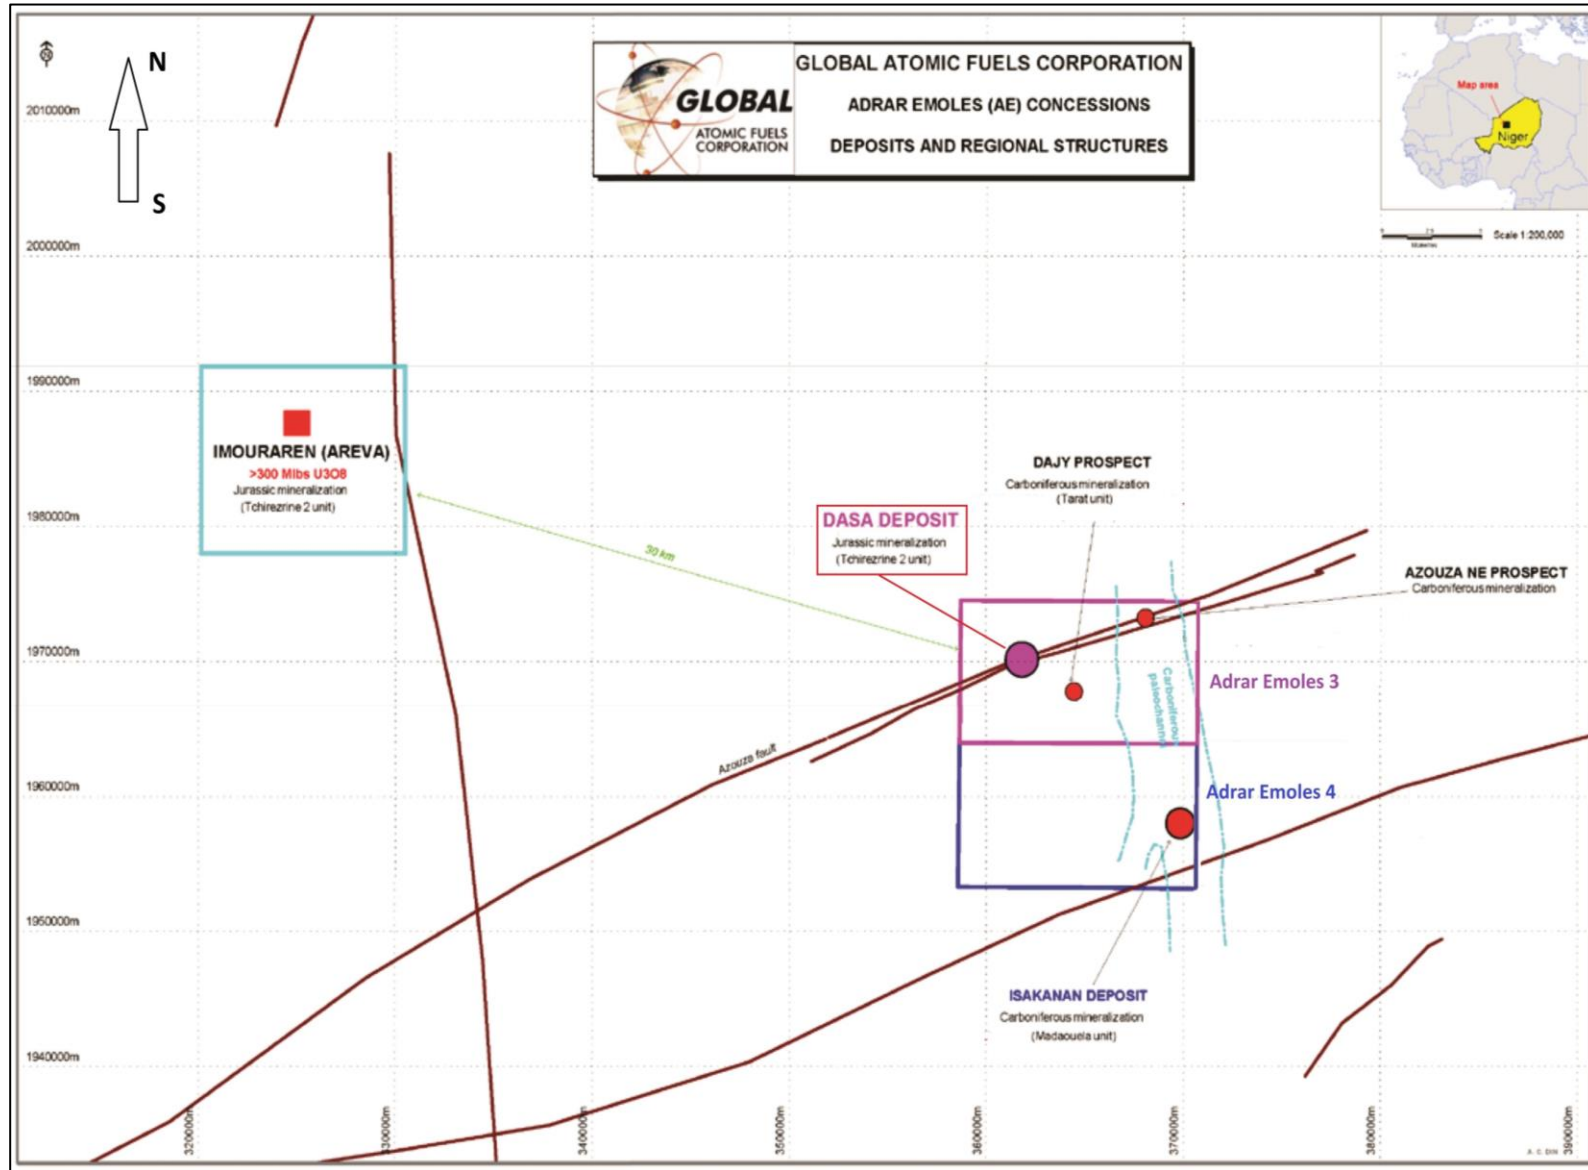 N
S
GLOBAL
ATOMIC FUELS
CORPORATION
GLOBAL ATOMIC FUELS CORPORATION
ADRAR EMOLES (AE) CONCESSIONS
DEPOSITS AND REGIONAL STRUCTURES
Map area
Niger
Scale 1:200,000
2010000m
2000000m
1990000m
1980000m
1970000m
1960000m
1950000m
1940000m
IMOURAREN (AREVA)
>300 Mlbs U3O8
Jurassic mineralization
(Tchirezrine 2 unit)
30 km
DASA DEPOSIT
Jurassic mineralization
(Tchirezrine 2 unit)
DAJY PROSPECT
Carboniferous mineralization
(Tarat unit)
AZOUZA NE PROSPECT
Carboniferous mineralization
Adrar Emoles 3
Carboniferous
paleochannel
Azouza fault
Adrar Emoles 4
ISAKANAN DEPOSIT
Carboniferous mineralization
(Madaouela unit)
320000m
330000m
340000m
350000m
360000m
370000m
380000m
390000m